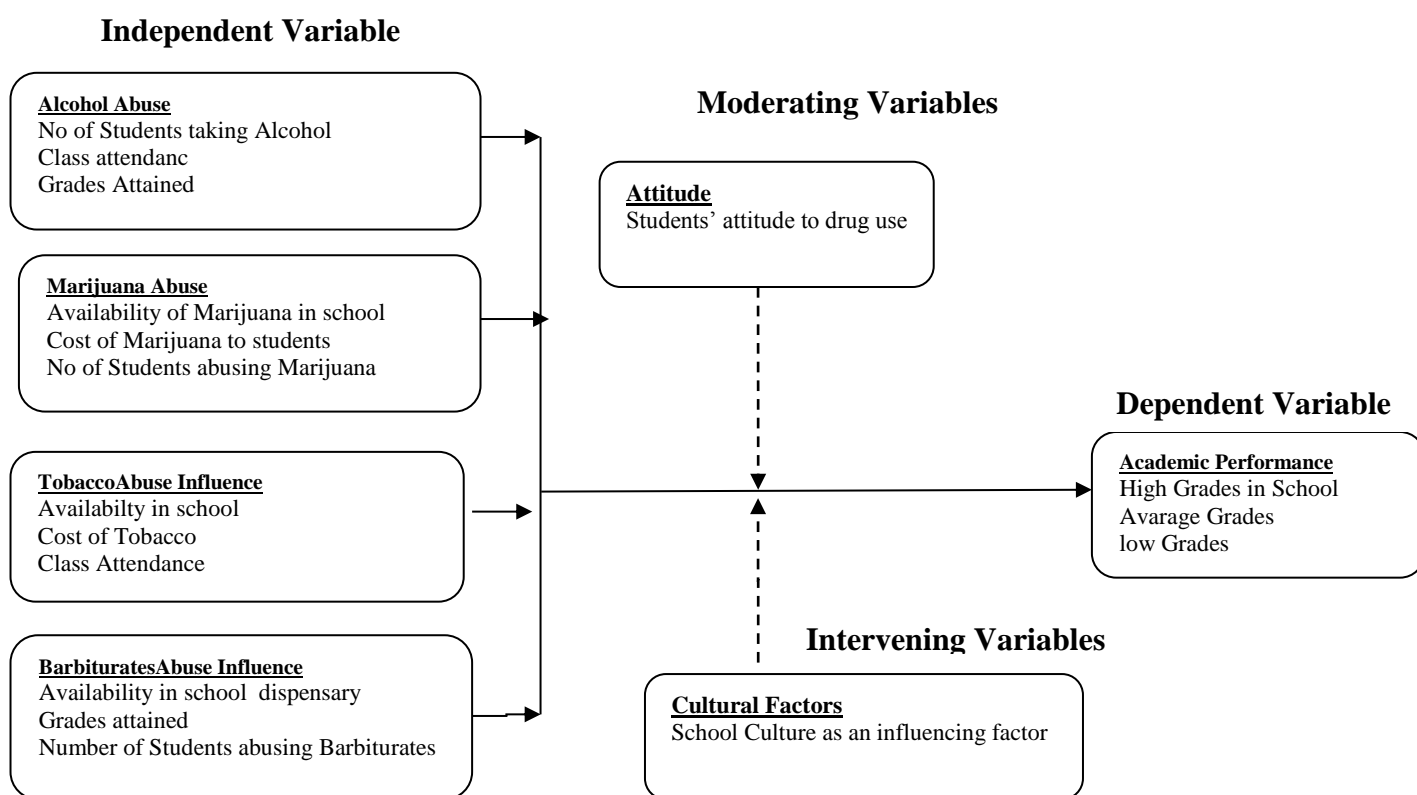 Independent Variable
Alcohol Abuse
No of Students taking Alcohol
Class attendanc
Grades Attained
Marijuana Abuse
Availability of Marijuana in school
Cost of Marijuana to students
No of Students abusing Marijuana
TobaccoAbuse Influence
Availabilty in school
Cost of Tobacco
Class Attendance
BarbituratesAbuse Influence
Availability in school dispensary
Grades attained
Number of Students abusing Barbiturates
Moderating Variables
Attitude
Students’ attitude to drug use
Intervening Variables
Cultural Factors
School Culture as an influencing factor
Dependent Variable
Academic Performance
High Grades in School
Avarage Grades
low Grades